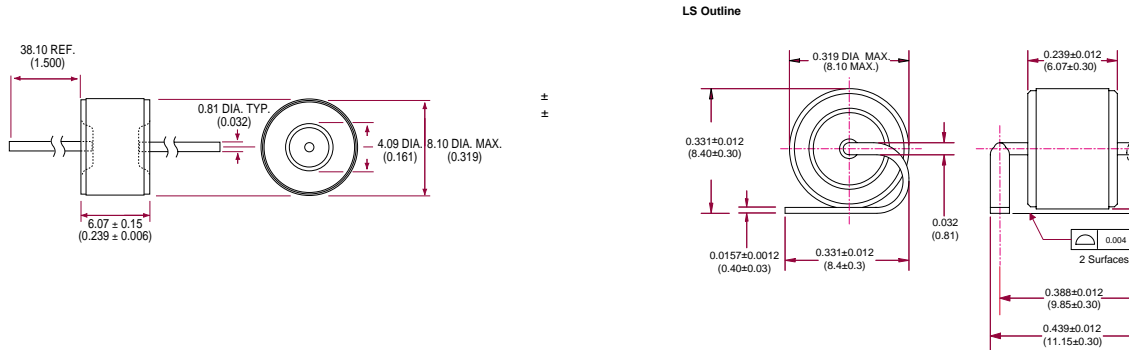 LS Outline
38.10 REF.
(1.500)
0.81 DIA. TYP.
(0.032)
4.09 DIA.
(0.161)
8.10 DIA. MAX.
(0.319)
6.07 ± 0.15
(0.239 ± 0.006)
±
±
0.319 DIA MAX.
(8.10 MAX.)
0.331±0.012
(8.40±0.30)
0.0157±0.0012
(0.40±0.03)
0.331±0.012
(8.4±0.3)
0.032
(0.81)
0.239±0.012
(6.07±0.30)
0.004
2 Surfaces
0.388±0.012
(9.85±0.30)
0.439±0.012
(11.15±0.30)